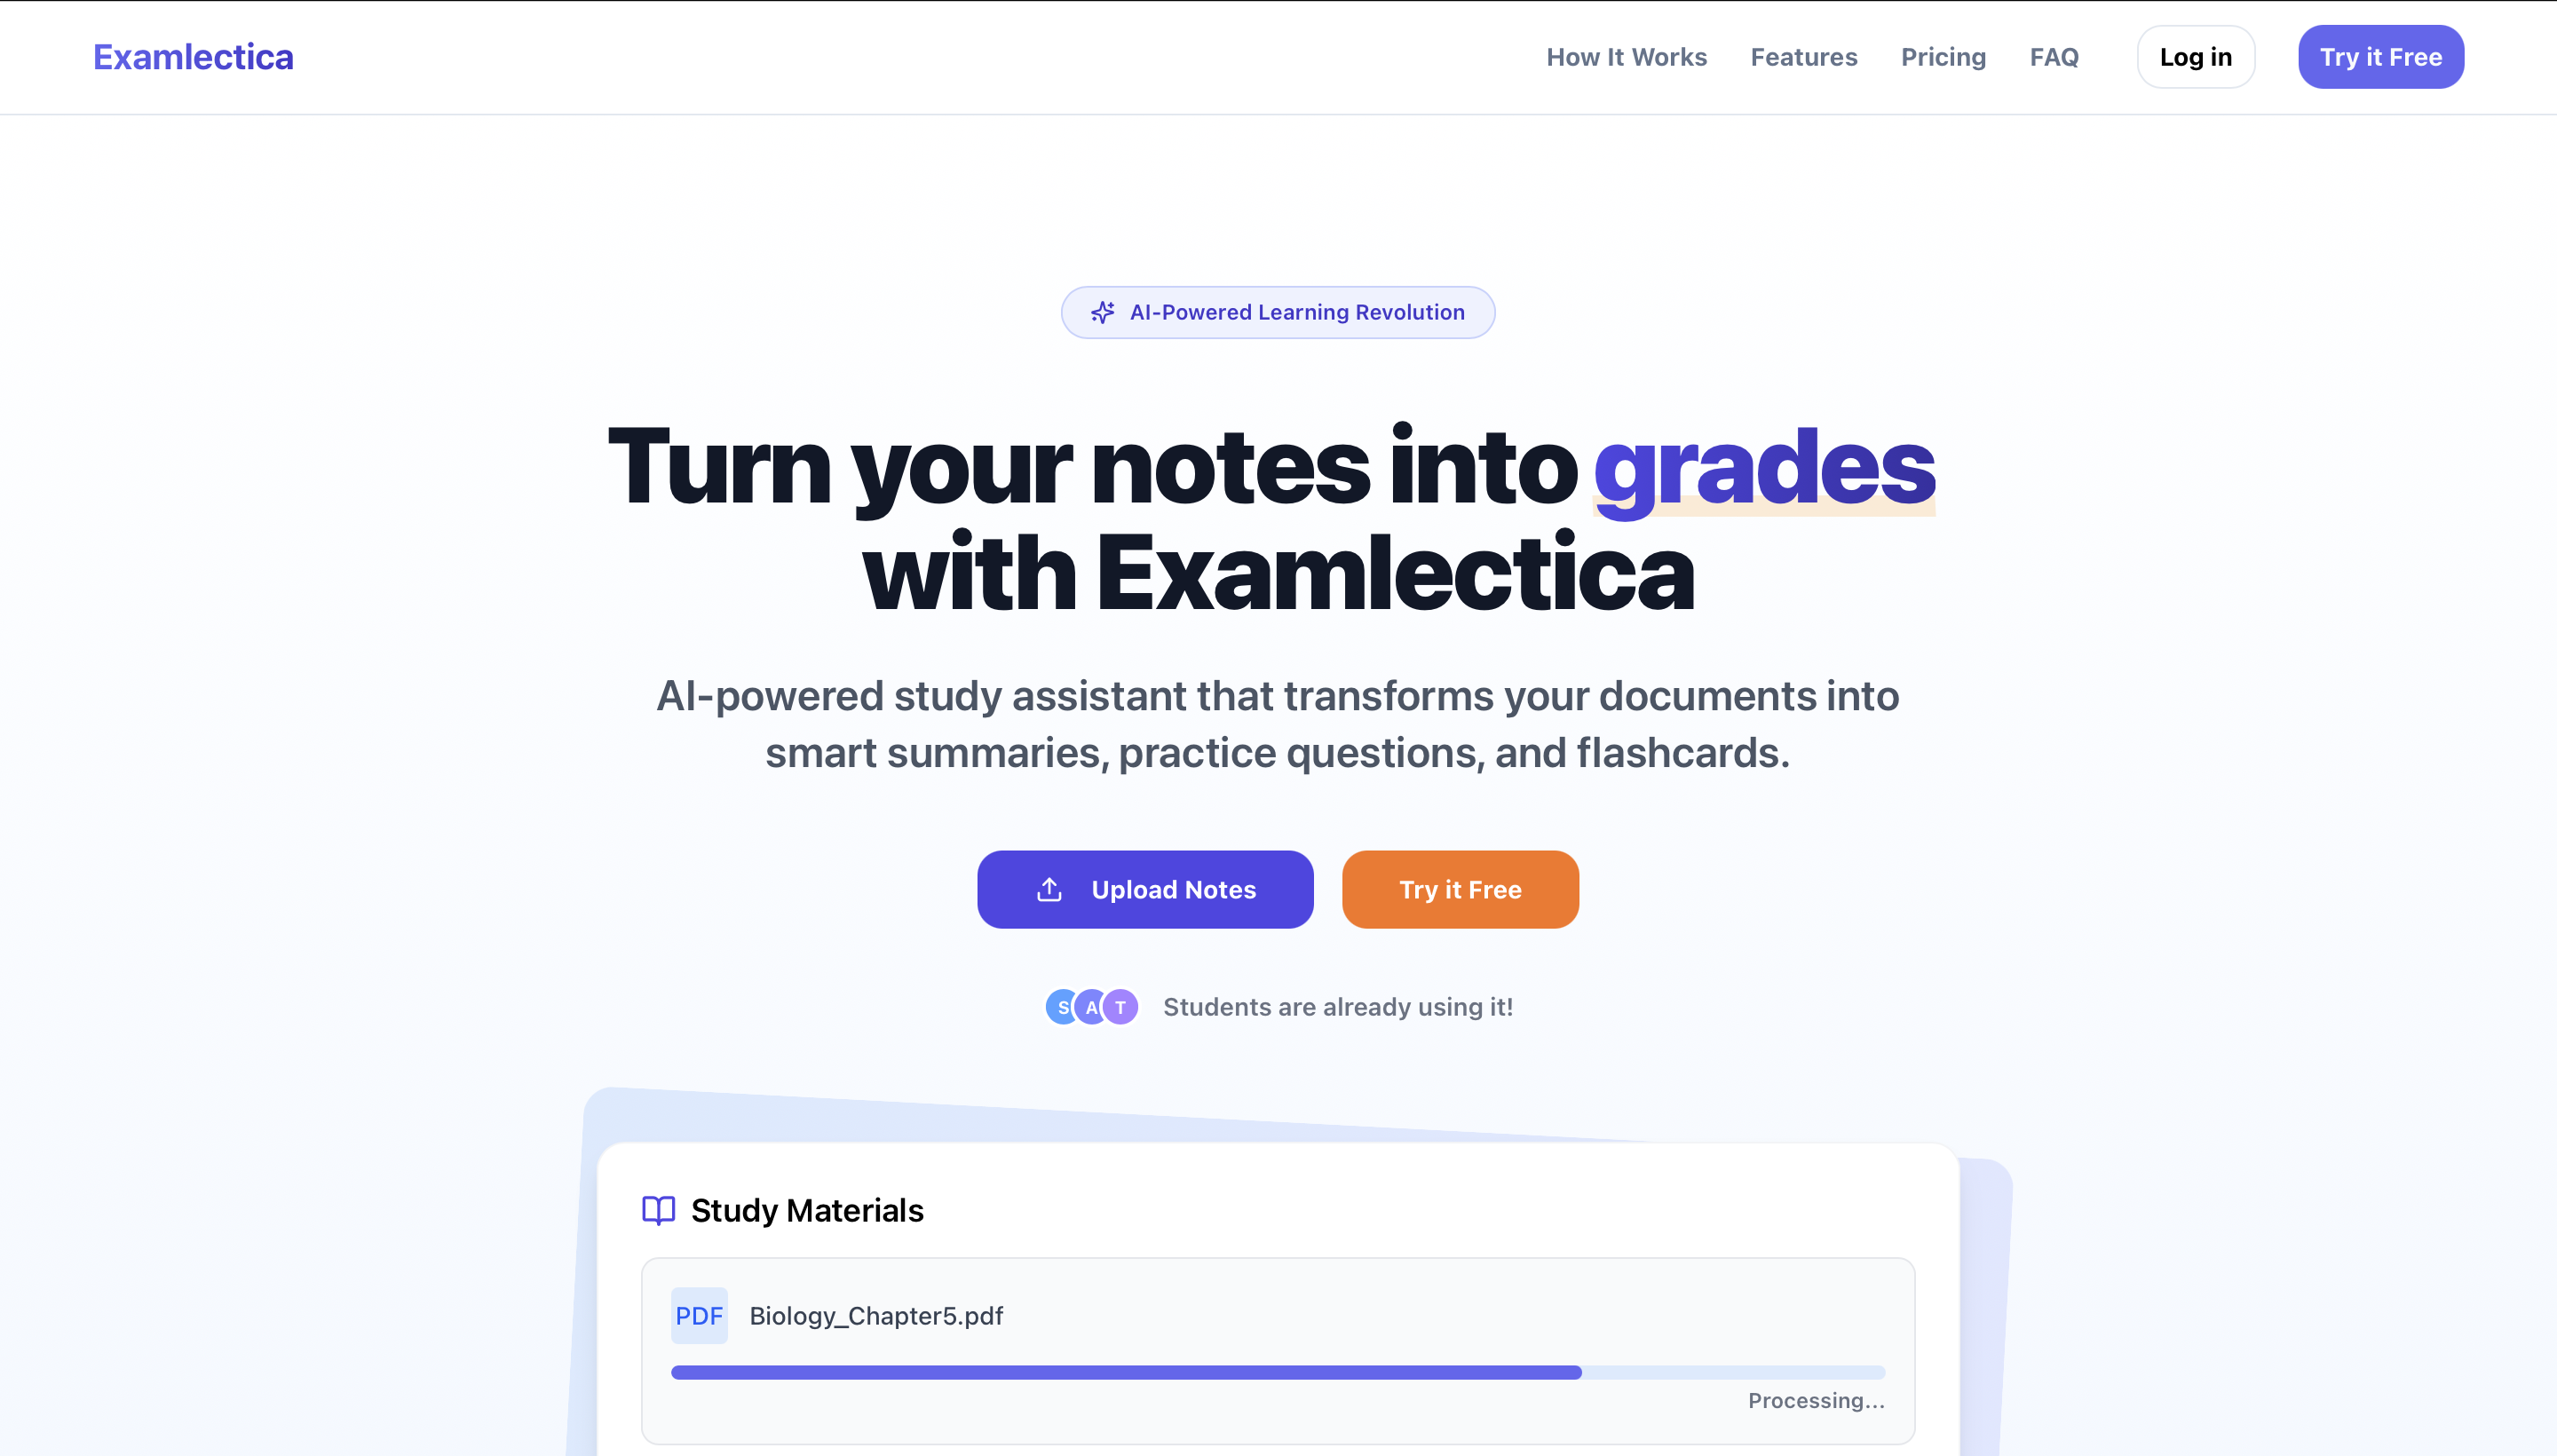 Examlectica
How It Works
Features
Pricing
FAQ
Log in
Try it Free
AI-Powered Learning Revolution
Turn your notes into grades
with Examlectica
AI-powered study assistant that transforms your documents into
smart summaries, practice questions, and flashcards.
Upload Notes
Try it Free
S A T
Students are already using it!
Study Materials
PDF
Biology_Chapter5.pdf
Processing...